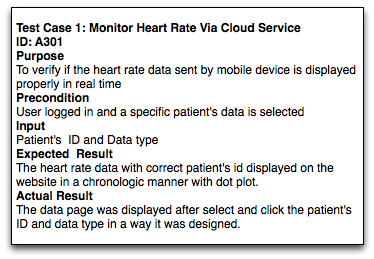 Test Case 1: Monitor Heart Rate Via Cloud Service
ID: A301
Purpose
To verify if the heart rate data sent by mobile device is displayed
properly in real time
Precondition
User logged in and a specific patient's data is selected
Input
Patient's  ID and Data type
Expected  Result
The heart rate data with correct patient's id displayed on the
website in a chronologic manner with dot plot.
Actual Result
The data page was displayed after select and click the patient's
ID and data type in a way it was designed.